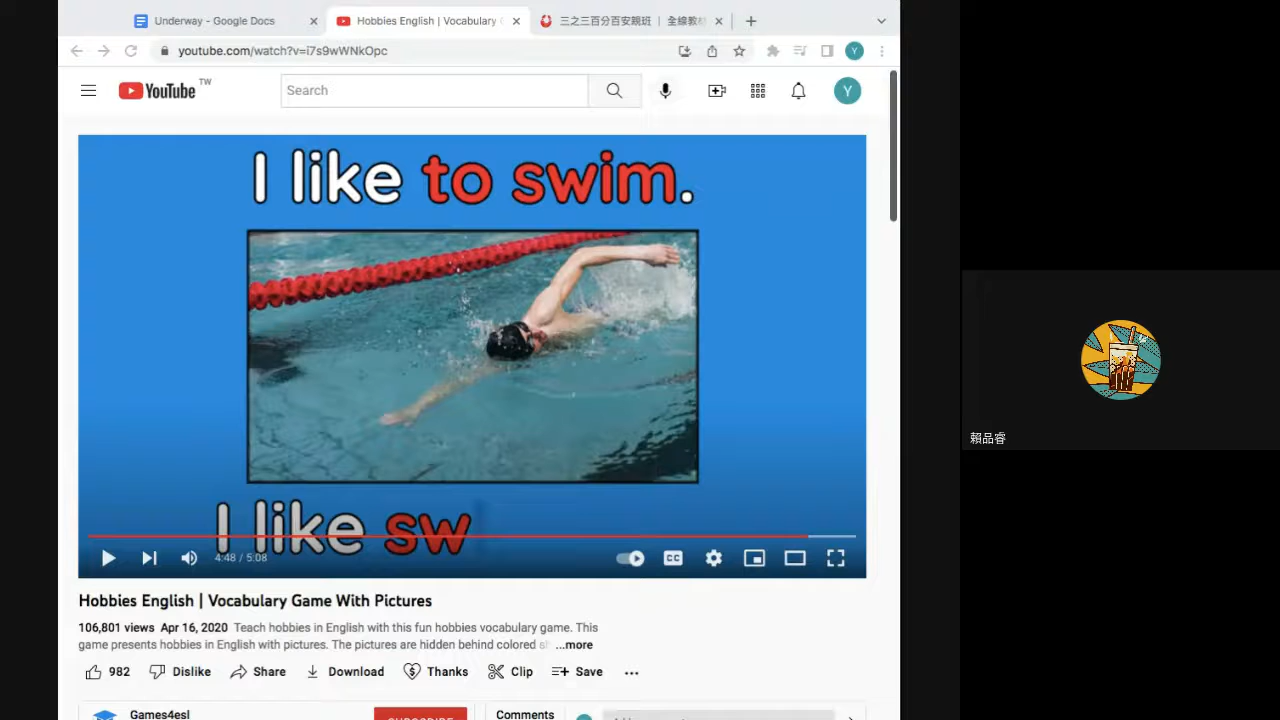 Underway - Google Docs
Hobbies English | Vocabulary
三之三百分百安親班 | 全線教材
youtube.com/watch?v=i7s9wWNkOpc
Y
YouTube TW
Search
Y
I like to swim.
I like sw
4:48 / 5:08
CC
Hobbies English | Vocabulary Game With Pictures
106,801 views Apr 16, 2020 Teach hobbies in English with this fun hobbies vocabulary game. This
game presents hobbies in English with pictures. The pictures are hidden behind colored ...more
982 Dislike Share Download Thanks Clip Save
Games4esl
SUBSCRIBE
Comments
賴品睿